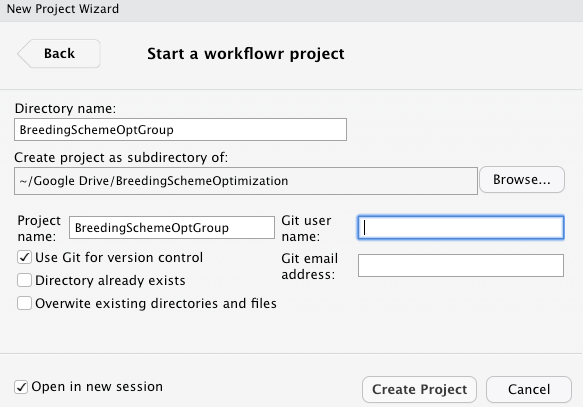 New Project Wizard
Back
Start a workflowr project
Directory name:
BreedingSchemeOptGroup
Create project as subdirectory of:
~/Google Drive/BreedingSchemeOptimization
Browse...
Project
name:
BreedingSchemeOptGroup
Git user
name:
Use Git for version control
Git email
address:
Directory already exists
Overwite existing directories and files
Open in new session
Create Project
Cancel